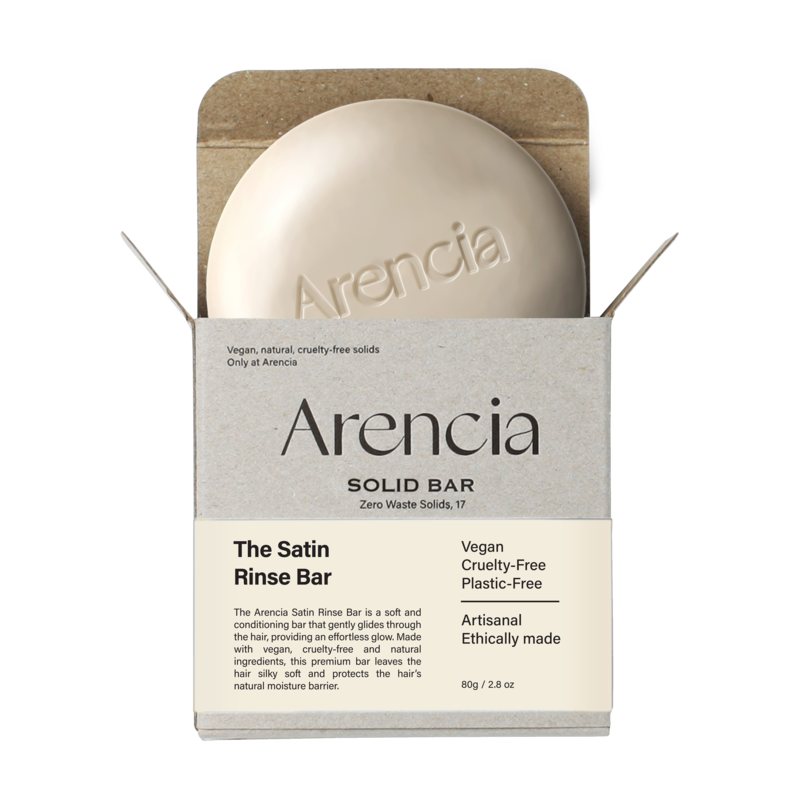 Arencia
Vegan, natural, cruelty-free solids
Only at Arencia
Arencia
SOLID BAR
Zero Waste Solids, 17
The Satin
Rinse Bar
The Arencia Satin Rinse Bar is a soft and
conditioning bar that gently glides through
the hair, providing an effortless glow. Made
with vegan, cruelty-free and natural
ingredients, this premium bar leaves the
hair silky soft and protects the hair's
natural moisture barrier.
Vegan
Cruelty-Free
Plastic-Free
Artisanal
Ethically made
80g / 2.8 oz